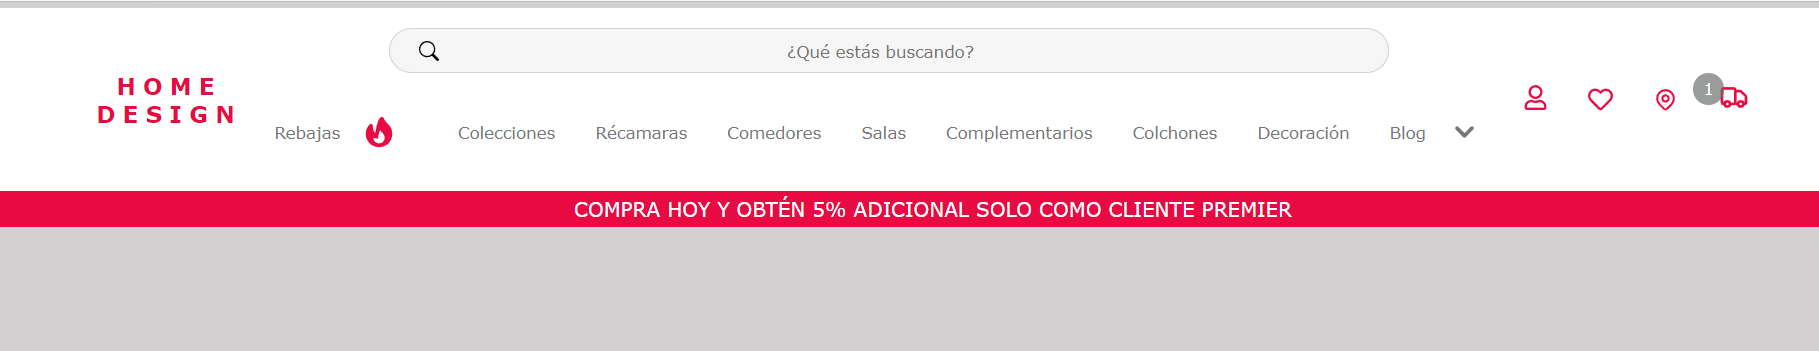 ¿Qué estás buscando?
HOME
DESIGN
1
Rebajas Colecciones Récamaras Comedores Salas Complementarios Colchones Decoración Blog
COMPRA HOY Y OBTÉN 5% ADICIONAL SOLO COMO CLIENTE PREMIER